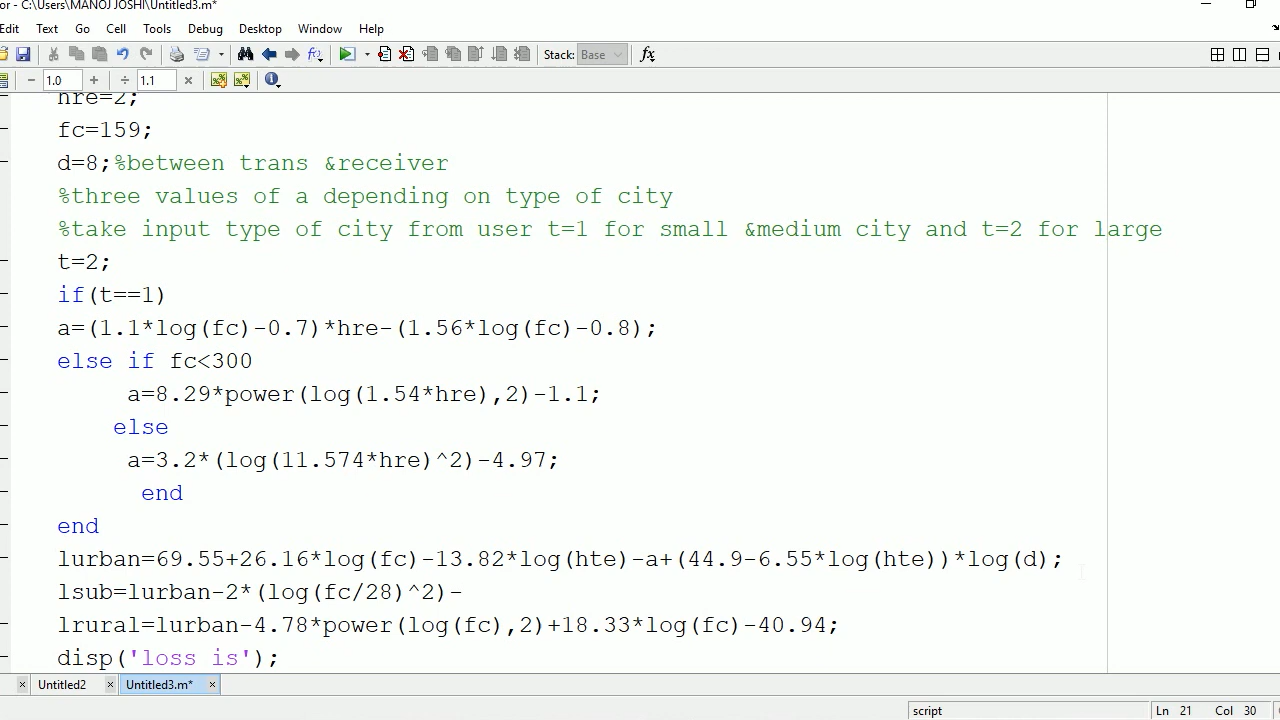 or - C:\Users\MANOJ JOSHI\Untitled3.m*
Edit Text Go Cell Tools Debug Desktop Window Help
Stack: Base fx
− 1.0 + ÷ 1.1 ×
hre=2;
fc=159;
d=8;%between trans &receiver
%three values of a depending on type of city
%take input type of city from user t=1 for small &medium city and t=2 for large
t=2;
if(t==1)
a=(1.1*log(fc)-0.7)*hre-(1.56*log(fc)-0.8);
else if fc<300
a=8.29*power(log(1.54*hre),2)-1.1;
else
a=3.2*(log(11.574*hre)^2)-4.97;
end
end
lurban=69.55+26.16*log(fc)-13.82*log(hte)-a+(44.9-6.55*log(hte))*log(d);
lsub=lurban-2*(log(fc/28)^2)-
lrural=lurban-4.78*power(log(fc),2)+18.33*log(fc)-40.94;
disp('loss is');
Untitled2 Untitled3.m*
script Ln 21 Col 30